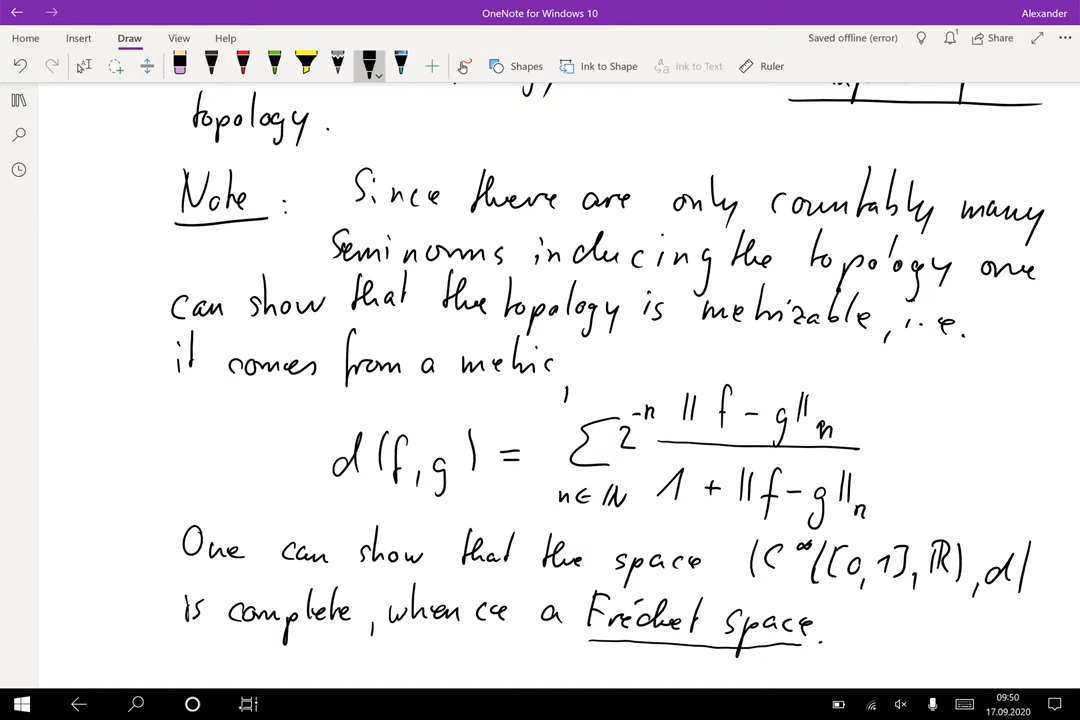 OneNote for Windows 10
Alexander
Home Insert Draw View Help
Saved offline (error)
Share
Shapes
Ink to Shape
Ink to Text
Ruler
topology.
Note: Since there are only countably many
seminorms inducing the topology one
can show that the topology is metrizable, i.e.
it comes from a metric,
d(f,g) = ∑_{n∈ℕ} 2^{-n} ‖f-g‖_n / (1 + ‖f-g‖_n)
One can show that the space (C^∞([0,1],ℝ),d)
is complete, whence a Fréchet space.
09:50
17.09.2020